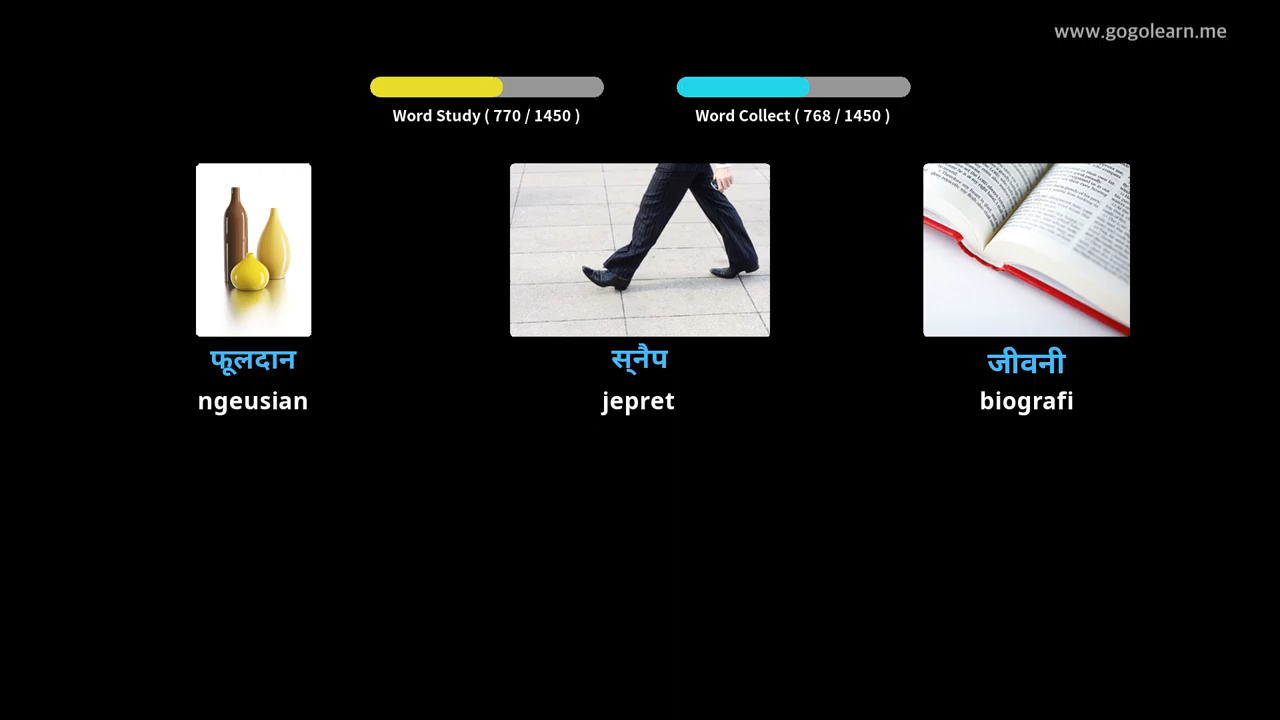 www.gogolearn.me
Word Study ( 770 / 1450 )
Word Collect ( 768 / 1450 )
फूलदान
स्नैप
जीवनी
ngeusian
jepret
biografi